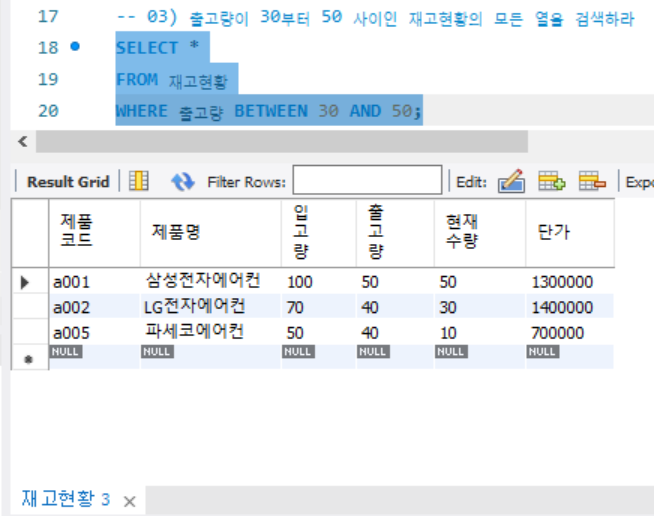 17 -- 03) 출고량이 30부터 50 사이인 재고현황의 모든 열을 검색하라
18 SELECT *
19 FROM 재고현황
20 WHERE 출고량 BETWEEN 30 AND 50;
Result Grid Filter Rows: Edit: Expo
제품코드 제품명 입고량 출고량 현재수량 단가
a001 삼성전자에어컨 100 50 50 1300000
a002 LG전자에어컨 70 40 30 1400000
a005 파세코에어컨 50 40 10 700000
NULL NULL NULL NULL NULL NULL
재고현황 3